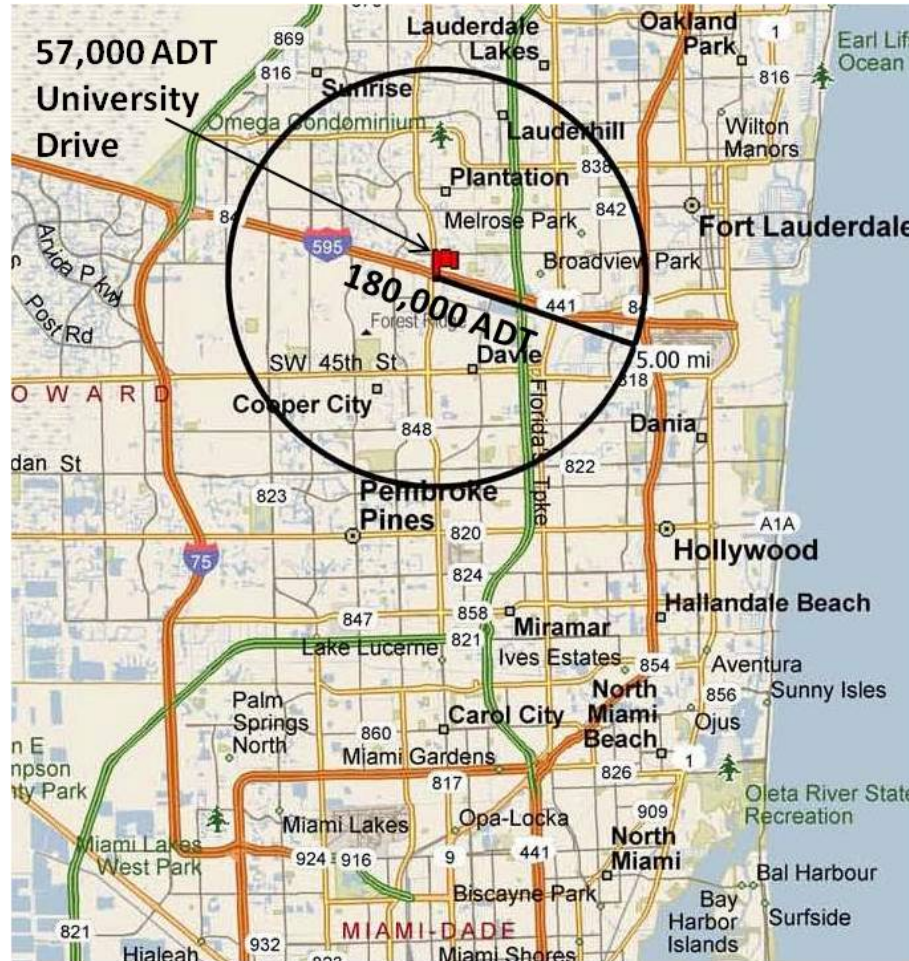 57,000 ADT
University
Drive
869
816
Sunrise
Omega Condominium
Lauderdale
Lakes
Oakland
Park
1
Earl Lif
Ocean
816
Lauderhill
Wilton
Manors
838
Plantation
842
Melrose Park
Fort Lauderdale
84
595
Broadview Park
180,000 ADT
441
84
Post Rd
Forest Ridge
5.00 mi
SW 45th St
Davie
818
OWARD
Cooper City
848
Florida's Tpke
Dania
dan St
822
823
Pembroke
Pines
820
A1A
Hollywood
75
824
847
858
Hallandale Beach
821
Miramar
Lake Lucerne
Ives Estates
854
Aventura
856
Sunny Isles
North
Miami
Beach
Ojus
Palm
Springs
North
Carol City
860
Miami Gardens
1
n E
mpson
nty Park
817
826
Oleta River State
Recreation
909
Miami Lakes
Opa-Locka
Miami Lakes
West Park
924
916
9
441
North
Miami
Biscayne Park
Bal Harbour
Bay
Harbor
Islands
Surfside
821
MIAMI-DADE
Hialeah
932
Miami Shores